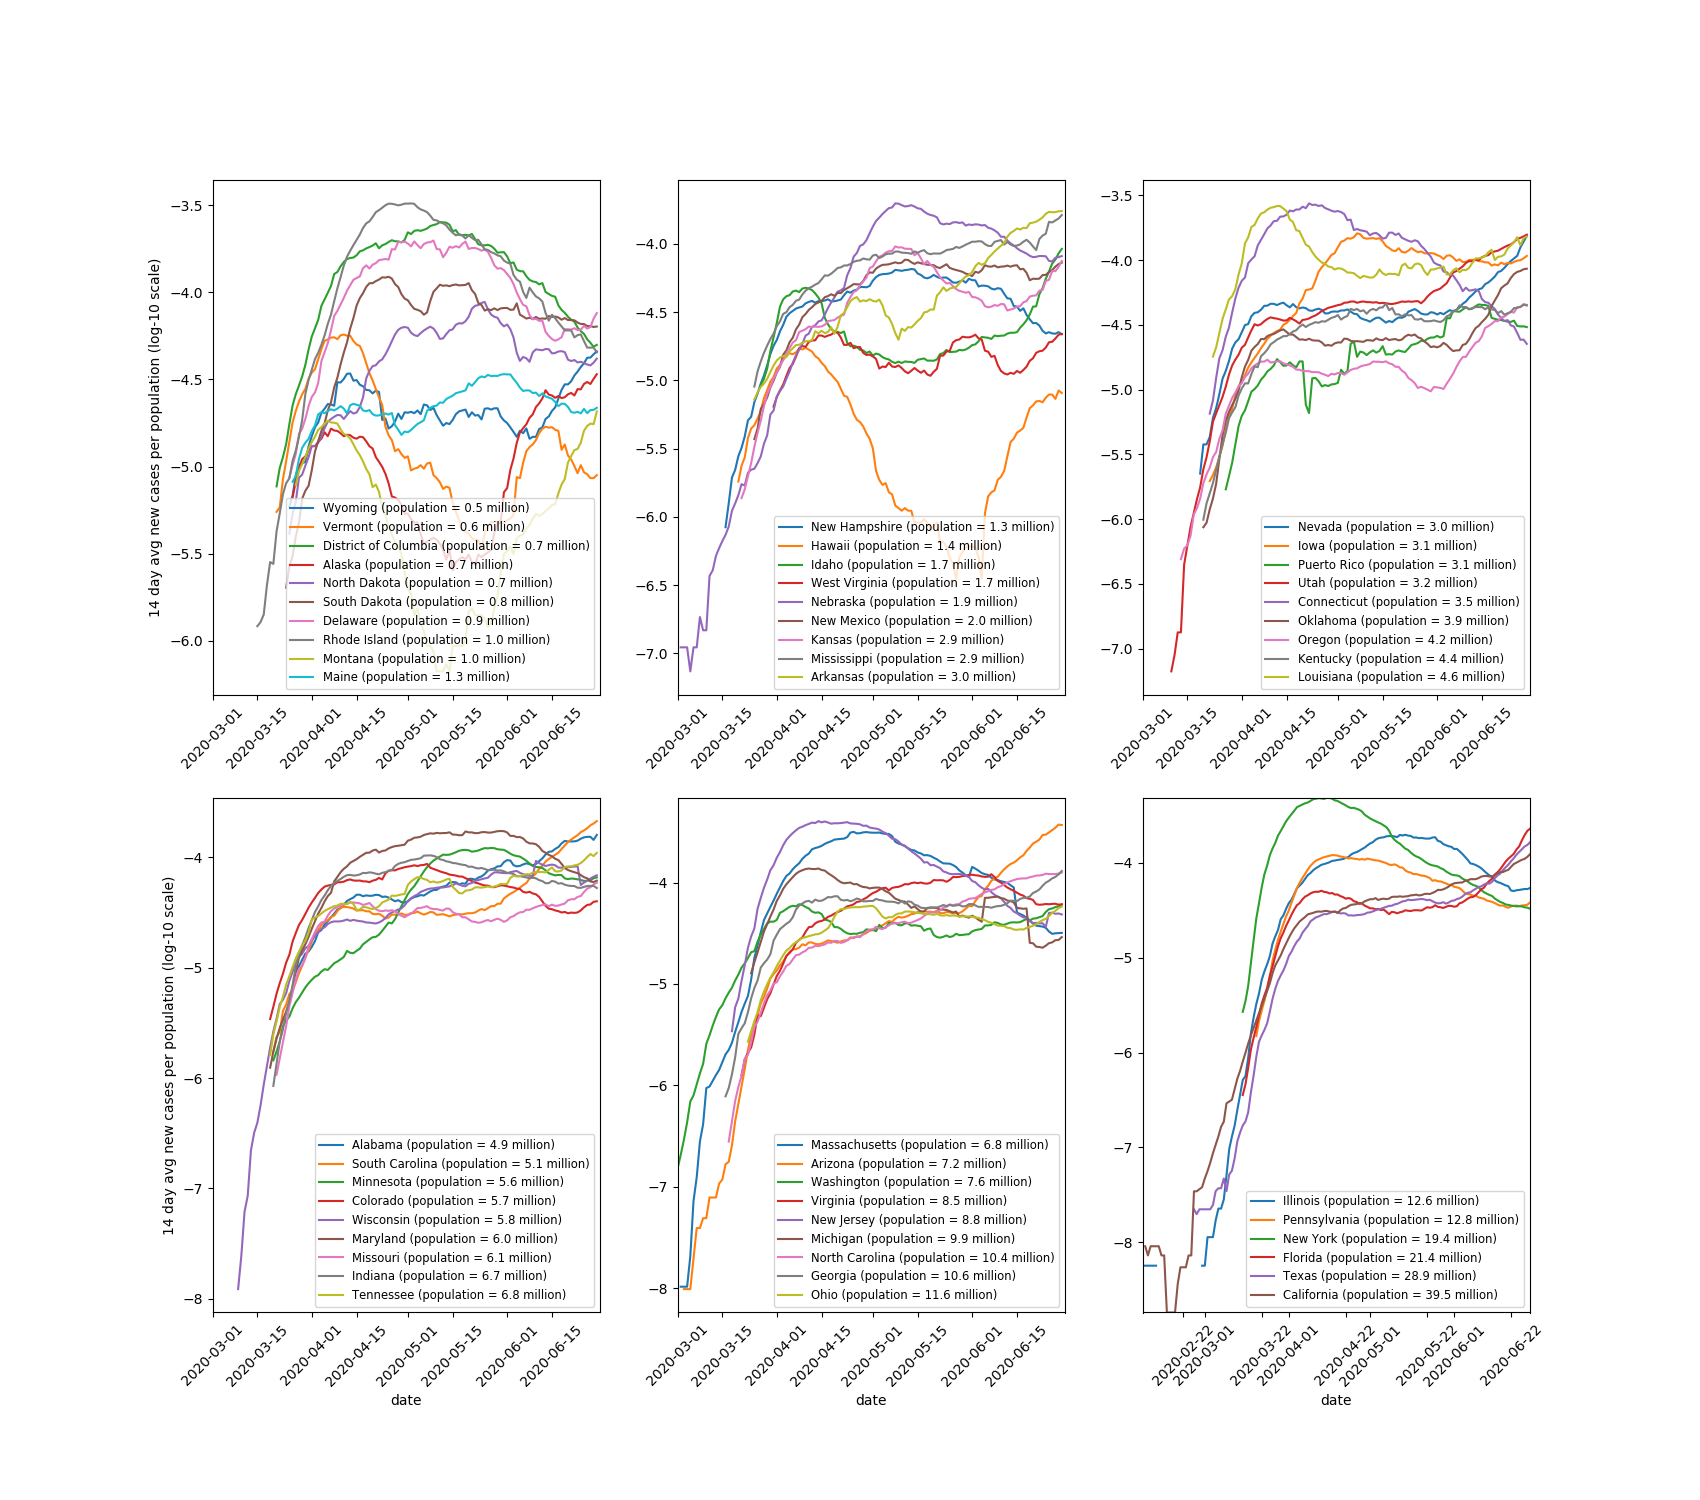 14 day avg new cases per population (log-10 scale)
−3.5
−4.0
−4.5
−5.0
−5.5
−6.0
Wyoming (population = 0.5 million)
Vermont (population = 0.6 million)
District of Columbia (population = 0.7 million)
Alaska (population = 0.7 million)
North Dakota (population = 0.7 million)
South Dakota (population = 0.8 million)
Delaware (population = 0.9 million)
Rhode Island (population = 1.0 million)
Montana (population = 1.0 million)
Maine (population = 1.3 million)
2020-03-01
2020-03-15
2020-04-01
2020-04-15
2020-05-01
2020-05-15
2020-06-01
2020-06-15
−4.0
−4.5
−5.0
−5.5
−6.0
−6.5
−7.0
New Hampshire (population = 1.3 million)
Hawaii (population = 1.4 million)
Idaho (population = 1.7 million)
West Virginia (population = 1.7 million)
Nebraska (population = 1.9 million)
New Mexico (population = 2.0 million)
Kansas (population = 2.9 million)
Mississippi (population = 2.9 million)
Arkansas (population = 3.0 million)
2020-03-01
2020-03-15
2020-04-01
2020-04-15
2020-05-01
2020-05-15
2020-06-01
2020-06-15
−3.5
−4.0
−4.5
−5.0
−5.5
−6.0
−6.5
−7.0
Nevada (population = 3.0 million)
Iowa (population = 3.1 million)
Puerto Rico (population = 3.1 million)
Utah (population = 3.2 million)
Connecticut (population = 3.5 million)
Oklahoma (population = 3.9 million)
Oregon (population = 4.2 million)
Kentucky (population = 4.4 million)
Louisiana (population = 4.6 million)
2020-03-01
2020-03-15
2020-04-01
2020-04-15
2020-05-01
2020-05-15
2020-06-01
2020-06-15
14 day avg new cases per population (log-10 scale)
−4
−5
−6
−7
−8
Alabama (population = 4.9 million)
South Carolina (population = 5.1 million)
Minnesota (population = 5.6 million)
Colorado (population = 5.7 million)
Wisconsin (population = 5.8 million)
Maryland (population = 6.0 million)
Missouri (population = 6.1 million)
Indiana (population = 6.7 million)
Tennessee (population = 6.8 million)
2020-03-01
2020-03-15
2020-04-01
2020-04-15
2020-05-01
2020-05-15
2020-06-01
2020-06-15
date
−4
−5
−6
−7
−8
Massachusetts (population = 6.8 million)
Arizona (population = 7.2 million)
Washington (population = 7.6 million)
Virginia (population = 8.5 million)
New Jersey (population = 8.8 million)
Michigan (population = 9.9 million)
North Carolina (population = 10.4 million)
Georgia (population = 10.6 million)
Ohio (population = 11.6 million)
2020-03-01
2020-03-15
2020-04-01
2020-04-15
2020-05-01
2020-05-15
2020-06-01
2020-06-15
date
−4
−5
−6
−7
−8
Illinois (population = 12.6 million)
Pennsylvania (population = 12.8 million)
New York (population = 19.4 million)
Florida (population = 21.4 million)
Texas (population = 28.9 million)
California (population = 39.5 million)
2020-02-22
2020-03-01
2020-03-22
2020-04-01
2020-04-22
2020-05-01
2020-05-22
2020-06-01
2020-06-22
date